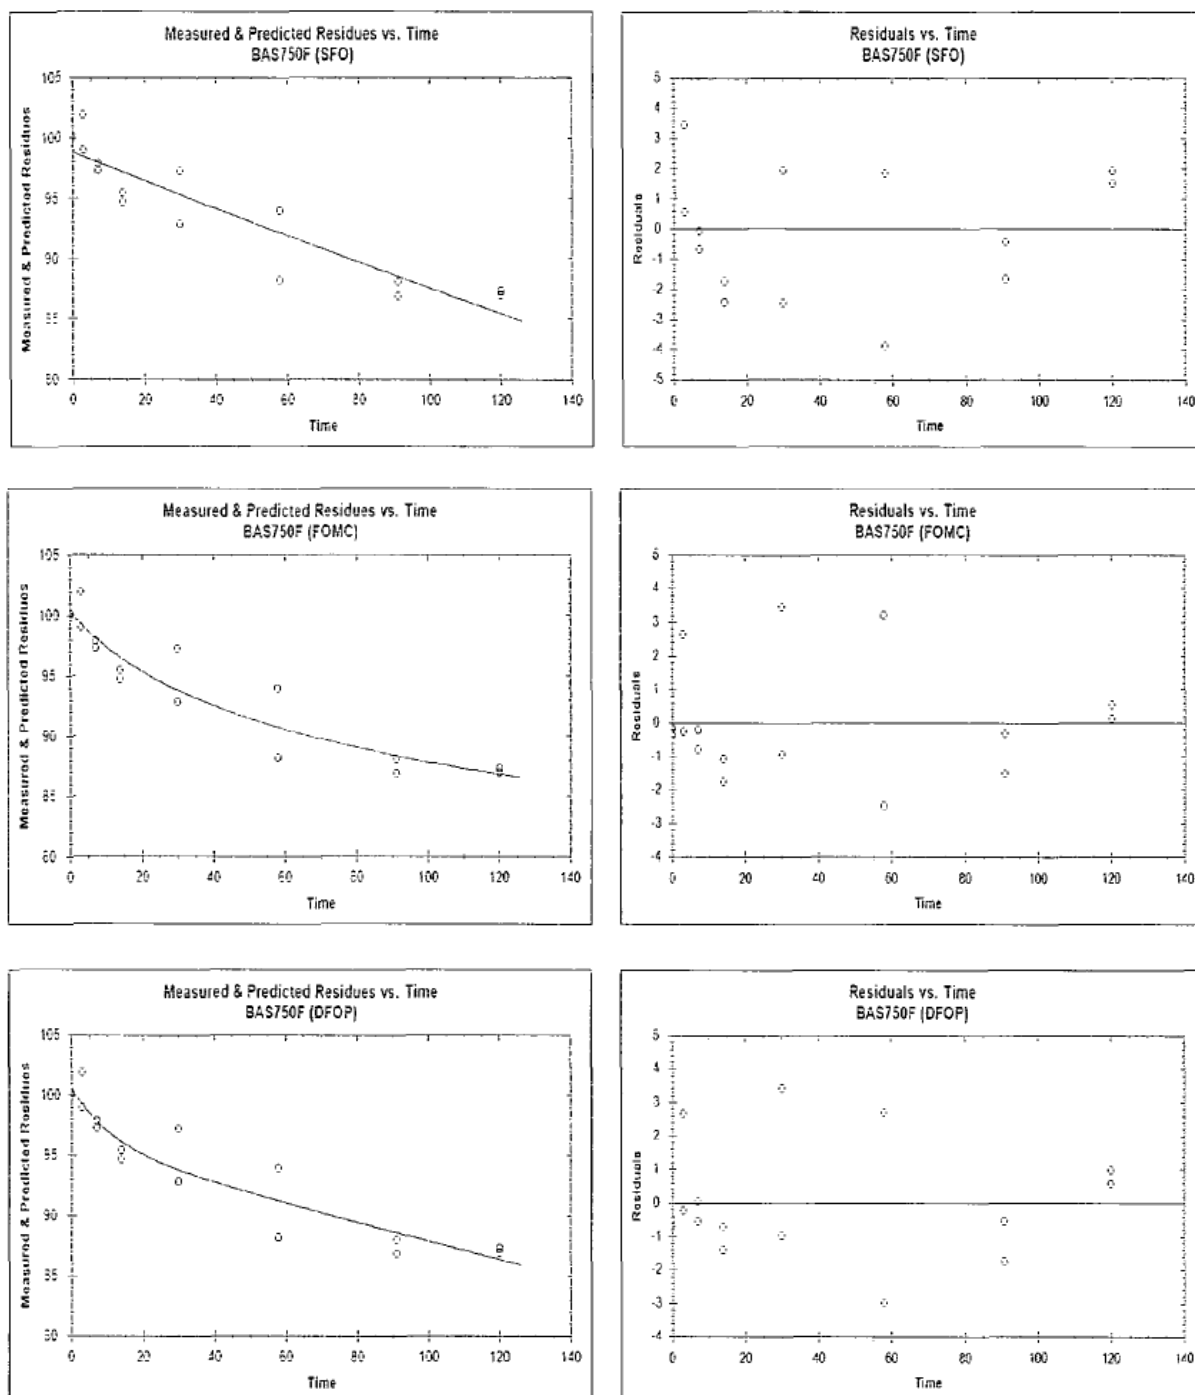 Measured & Predicted Residues vs. Time
BAS750F (SFO)
Measured & Predicted Residues
105
100
95
90
85
80
0 20 40 60 80 100 120 140
Time
Residuals vs. Time
BAS750F (SFO)
Residuals
5
4
3
2
1
0
-1
-2
-3
-4
-5
0 20 40 60 80 100 120 140
Time
Measured & Predicted Residues vs. Time
BAS750F (FOMC)
Measured & Predicted Residues
105
100
95
90
85
80
0 20 40 60 80 100 120 140
Time
Residuals vs. Time
BAS750F (FOMC)
Residuals
5
4
3
2
1
0
-1
-2
-3
-4
0 20 40 60 80 100 120 140
Time
Measured & Predicted Residues vs. Time
BAS750F (DFOP)
Measured & Predicted Residues
105
100
95
90
85
80
0 20 40 60 80 100 120 140
Time
Residuals vs. Time
BAS750F (DFOP)
Residuals
5
4
3
2
1
0
-1
-2
-3
-4
0 20 40 60 80 100 120 140
Time